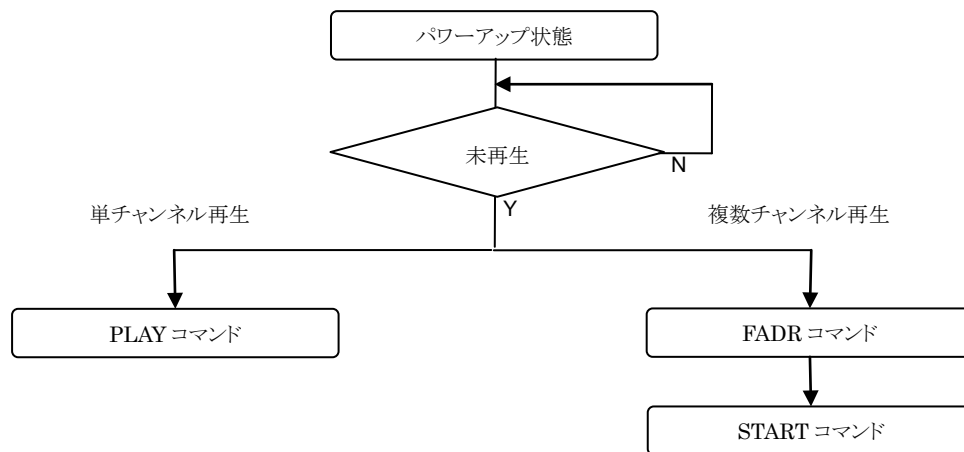 パワーアップ状態
未再生
N
Y
単チャンネル再生
複数チャンネル再生
PLAY コマンド
FADR コマンド
START コマンド